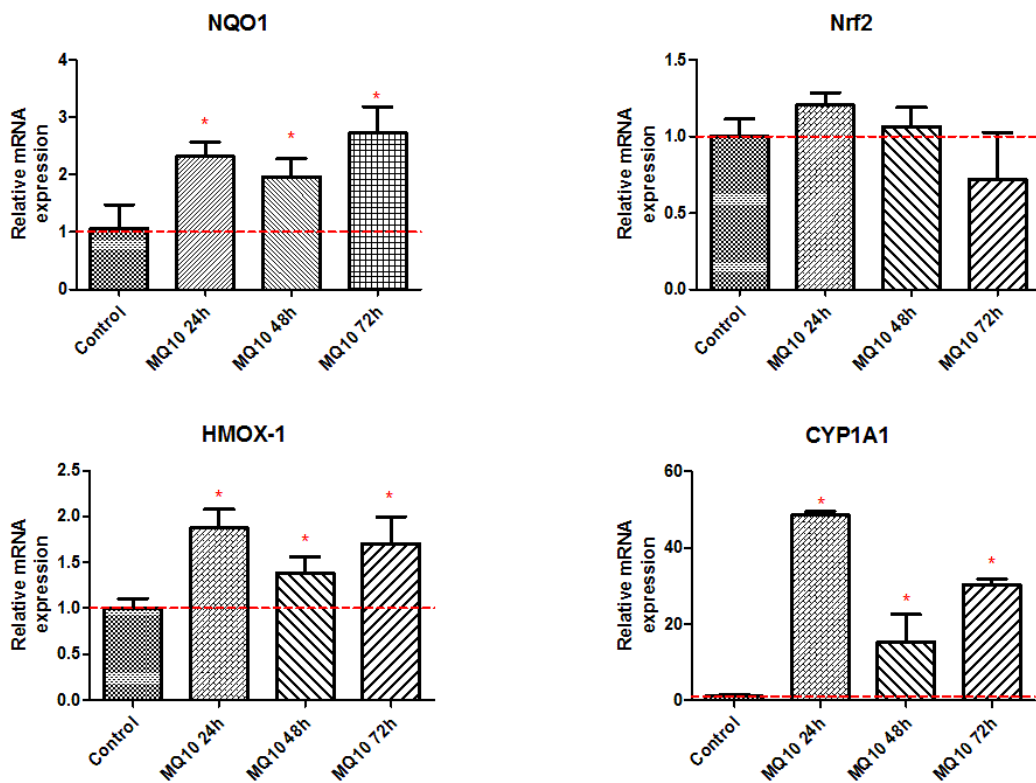 NQO1
Relative mRNA
expression
4
3
2
1
0
*
*
*
Control
MQ10 24h
MQ10 48h
MQ10 72h
Nrf2
Relative mRNA
expression
1.5
1.0
0.5
0.0
Control
MQ10 24h
MQ10 48h
MQ10 72h
HMOX-1
Relative mRNA
expression
2.5
2.0
1.5
1.0
0.5
0.0
*
*
*
Control
MQ10 24h
MQ10 48h
MQ10 72h
CYP1A1
Relative mRNA
expression
60
40
20
0
*
*
*
Control
MQ10 24h
MQ10 48h
MQ10 72h